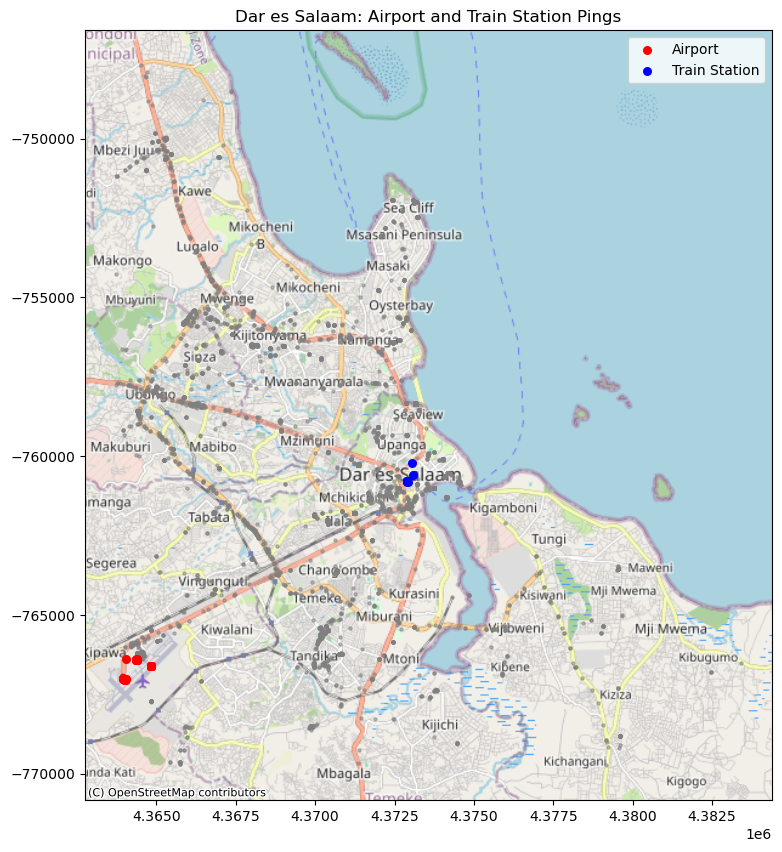 Dar es Salaam: Airport and Train Station Pings
Airport
Train Station
nicipal
Mbezi Juu
Kawe
Sea Cliff
Mikocheni
B
Msasani Peninsula
Lugalo
Makongo
Masaki
Mikocheni
Mbuyuni
Mwenge
Oysterbay
Kijitonyama
Namanga
Sinza
Mwananyamala
Ubungo
Seaview
Mzimuni
Upanga
Makuburi
Mabibo
Dar es Salaam
Mchikic
Kigamboni
Tabata
Ilala
Tungi
Segerea
Chang'ombe
Maweni
Vingunguti
Temeke
Kurasini
Kisiwani
Mji Mwema
Miburani
Kiwalani
Vijibweni
Mji Mwema
Kipawa
Tandika
Mtoni
Kibene
Kibugumo
Kiziza
Kijichi
Kichangani
unda Kati
Mbagala
Kigogo
Temeke
(C) OpenStreetMap contributors
−750000
−755000
−760000
−765000
−770000
4.3650
4.3675
4.3700
4.3725
4.3750
4.3775
4.3800
4.3825
1e6